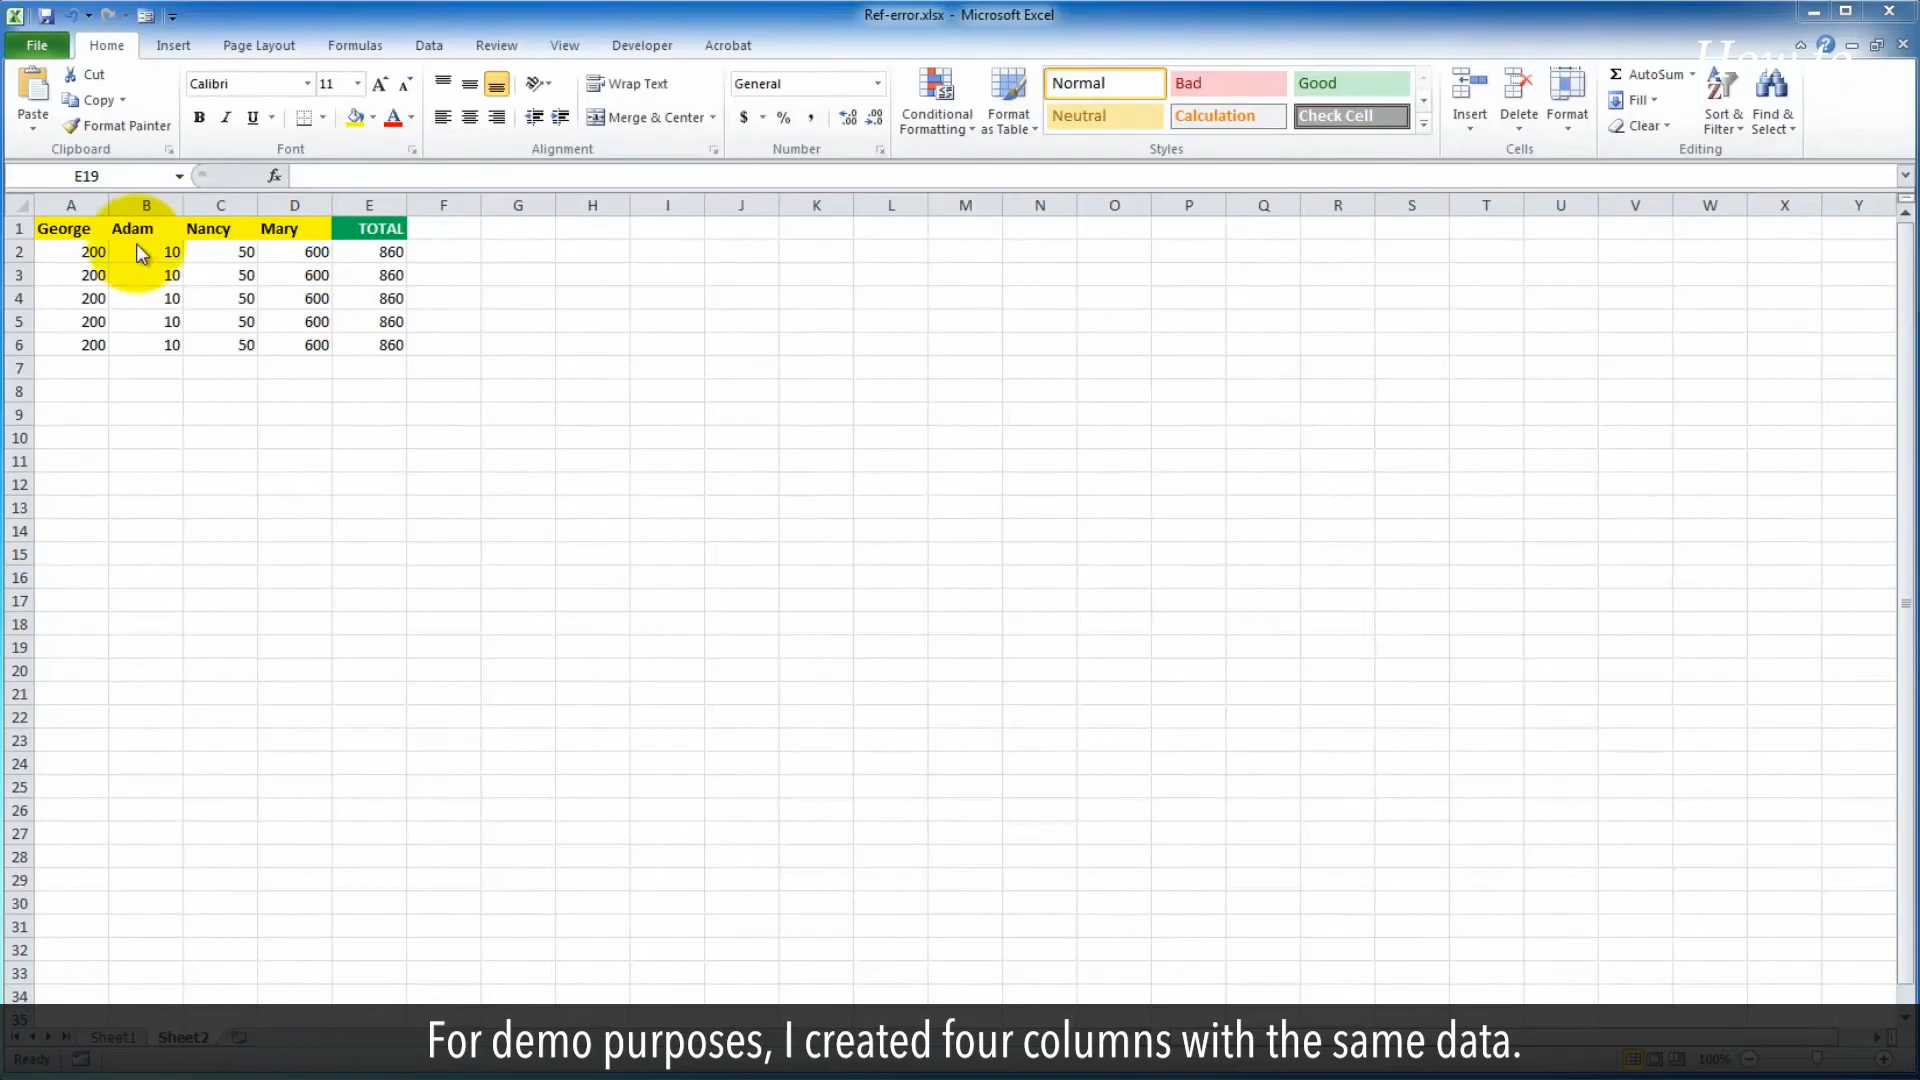 Ref-error.xlsx - Microsoft Excel
File Home Insert Page Layout Formulas Data Review View Developer Acrobat
How to
Paste
Cut
Copy
Format Painter
Clipboard
Calibri 11
B I U
Font
Wrap Text
Merge & Center
Alignment
General
$ % ,
Number
Conditional Formatting
Format as Table
Normal Bad Good
Neutral Calculation Check Cell
Styles
Insert Delete Format
Cells
Σ AutoSum
Fill
Clear
Sort & Filter
Find & Select
Editing
E19 fx
A B C D E F G H I J K L M N O P Q R S T U V W X Y
1 George Adam Nancy Mary TOTAL
2 200 10 50 600 860
3 200 10 50 600 860
4 200 10 50 600 860
5 200 10 50 600 860
6 200 10 50 600 860
7
8
9
10
11
12
13
14
15
16
17
18
19
20
21
22
23
24
25
26
27
28
29
30
31
32
33
34
35
Sheet1 Sheet2
Ready 100%
For demo purposes, I created four columns with the same data.